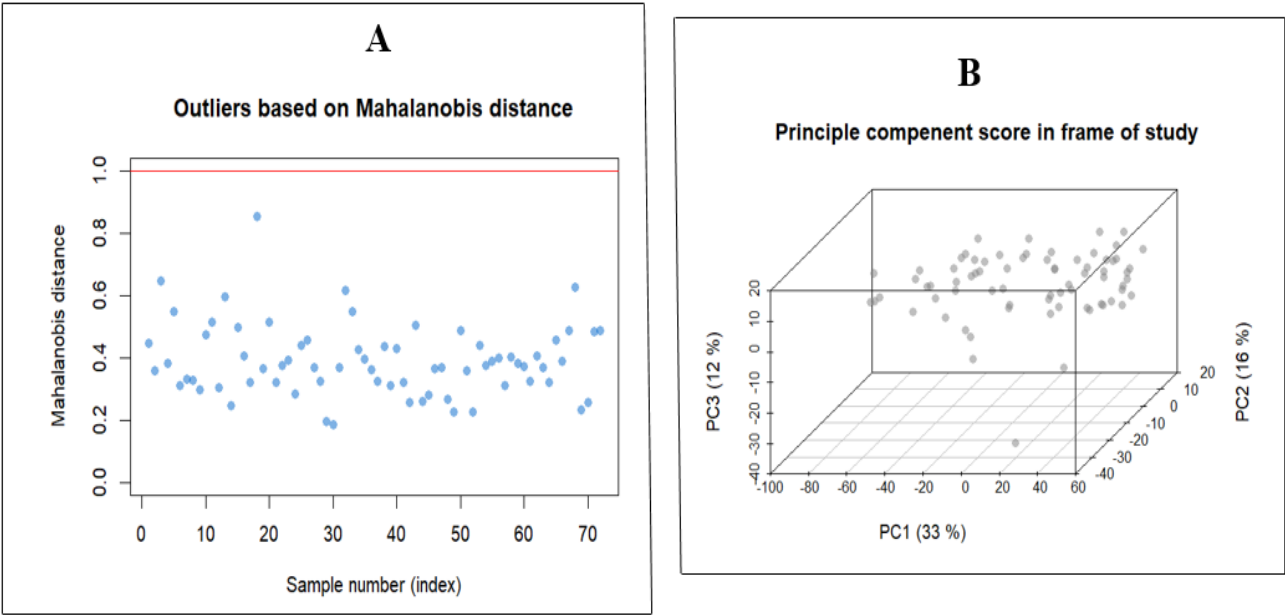 A
Outliers based on Mahalanobis distance
Mahalanobis distance
1.0
0.8
0.6
0.4
0.2
0.0
0 10 20 30 40 50 60 70
Sample number (index)
B
Principle compenent score in frame of study
PC3 (12 %)
20
10
0
-10
-20
-30
-40
-100 -80 -60 -40 -20 0 20 40 60
PC1 (33 %)
20
10
0
-10
-20
-30
-40
PC2 (16 %)